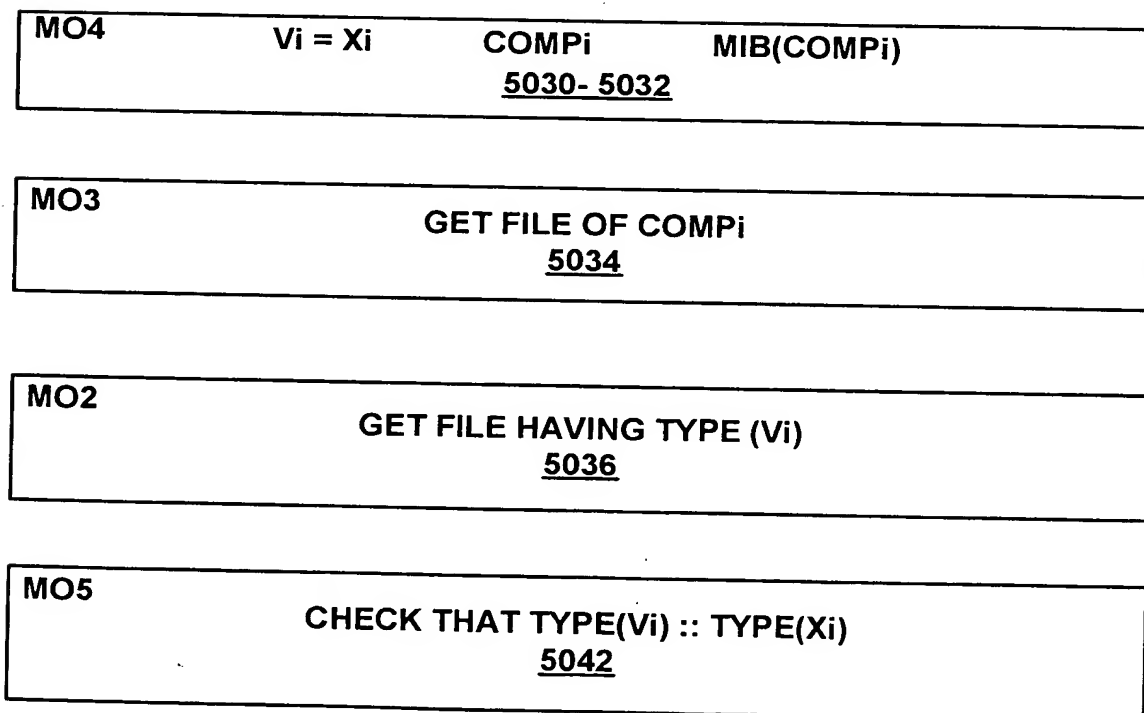 MO4 Vi = Xi COMPi MIB(COMPi)
5030- 5032
MO3
GET FILE OF COMPi
5034
MO2
GET FILE HAVING TYPE (Vi)
5036
MO5
CHECK THAT TYPE(Vi) :: TYPE(Xi)
5042